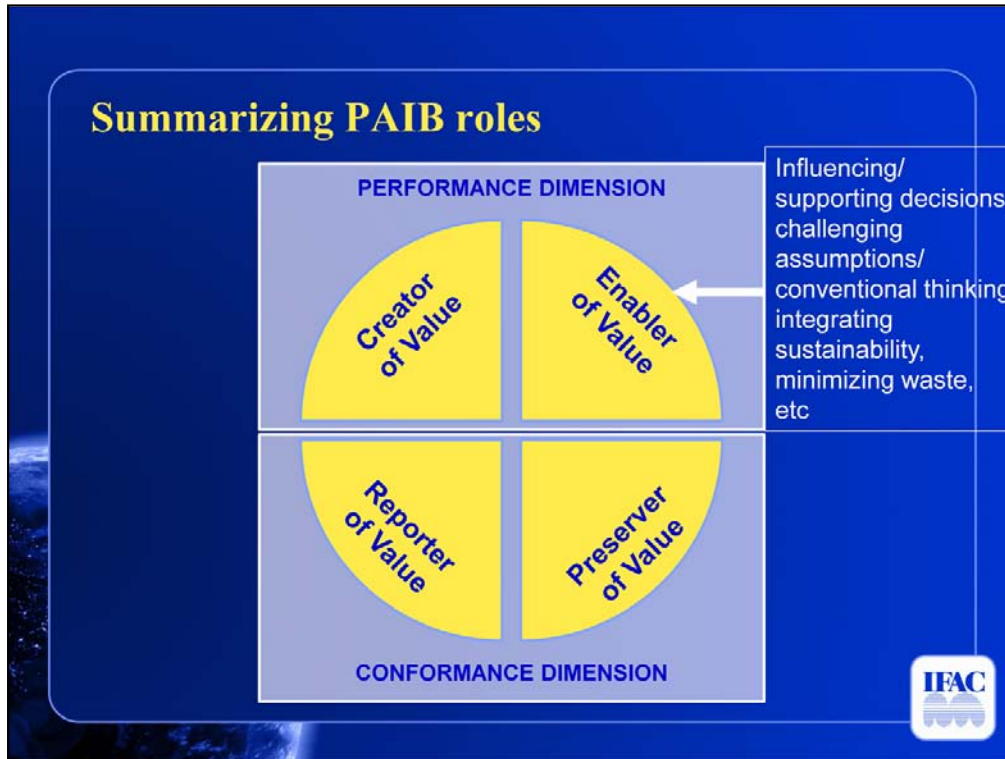 Summarizing PAIB roles
PERFORMANCE DIMENSION
Creator
of Value
Enabler
of Value
Influencing/
supporting decisions
challenging
assumptions/
conventional thinking
integrating
sustainability,
minimizing waste,
etc
Reporter
of Value
Preserver
of Value
CONFORMANCE DIMENSION
IFAC